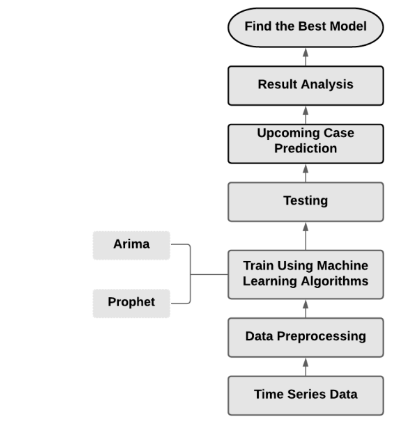 Find the Best Model
Result Analysis
Upcoming Case
Prediction
Testing
Arima
Train Using Machine
Learning Algorithms
Prophet
Data Preprocessing
Time Series Data